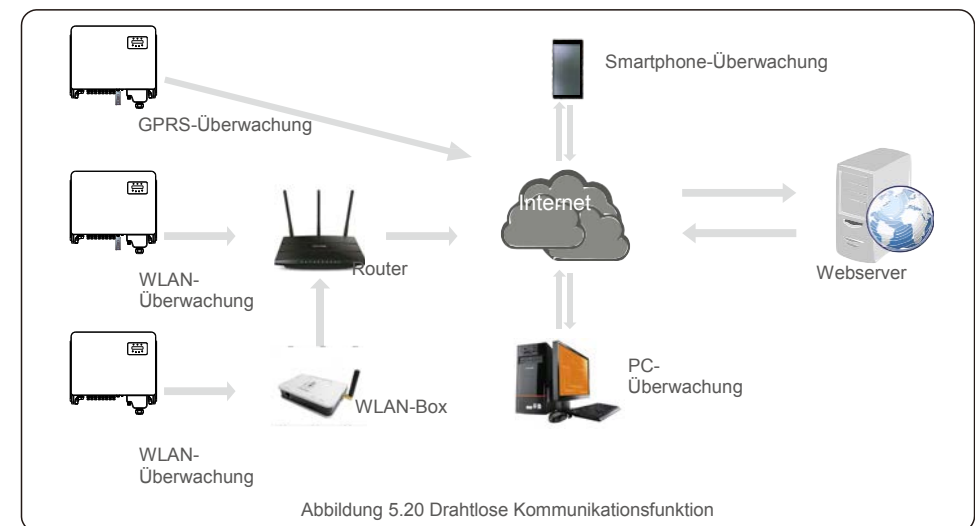 Smartphone-Überwachung
GPRS-Überwachung
Internet
Webserver
Router
WLAN-
Überwachung
PC-
Überwachung
WLAN-Box
WLAN-
Überwachung
Abbildung 5.20 Drahtlose Kommunikationsfunktion